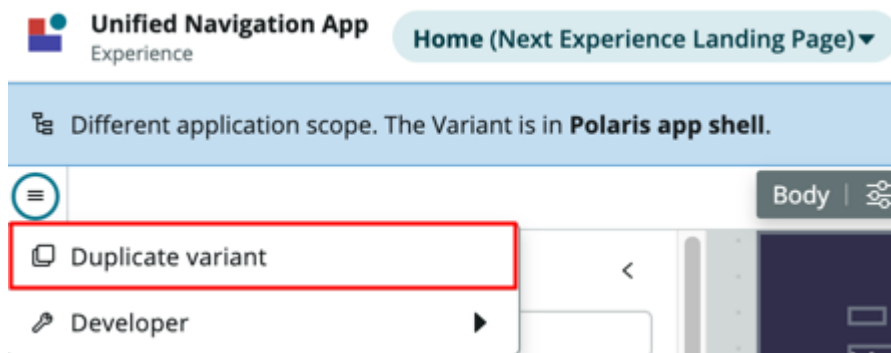 Unified Navigation App
Experience
Home (Next Experience Landing Page)
Different application scope. The Variant is in Polaris app shell.
Body
Duplicate variant
Developer